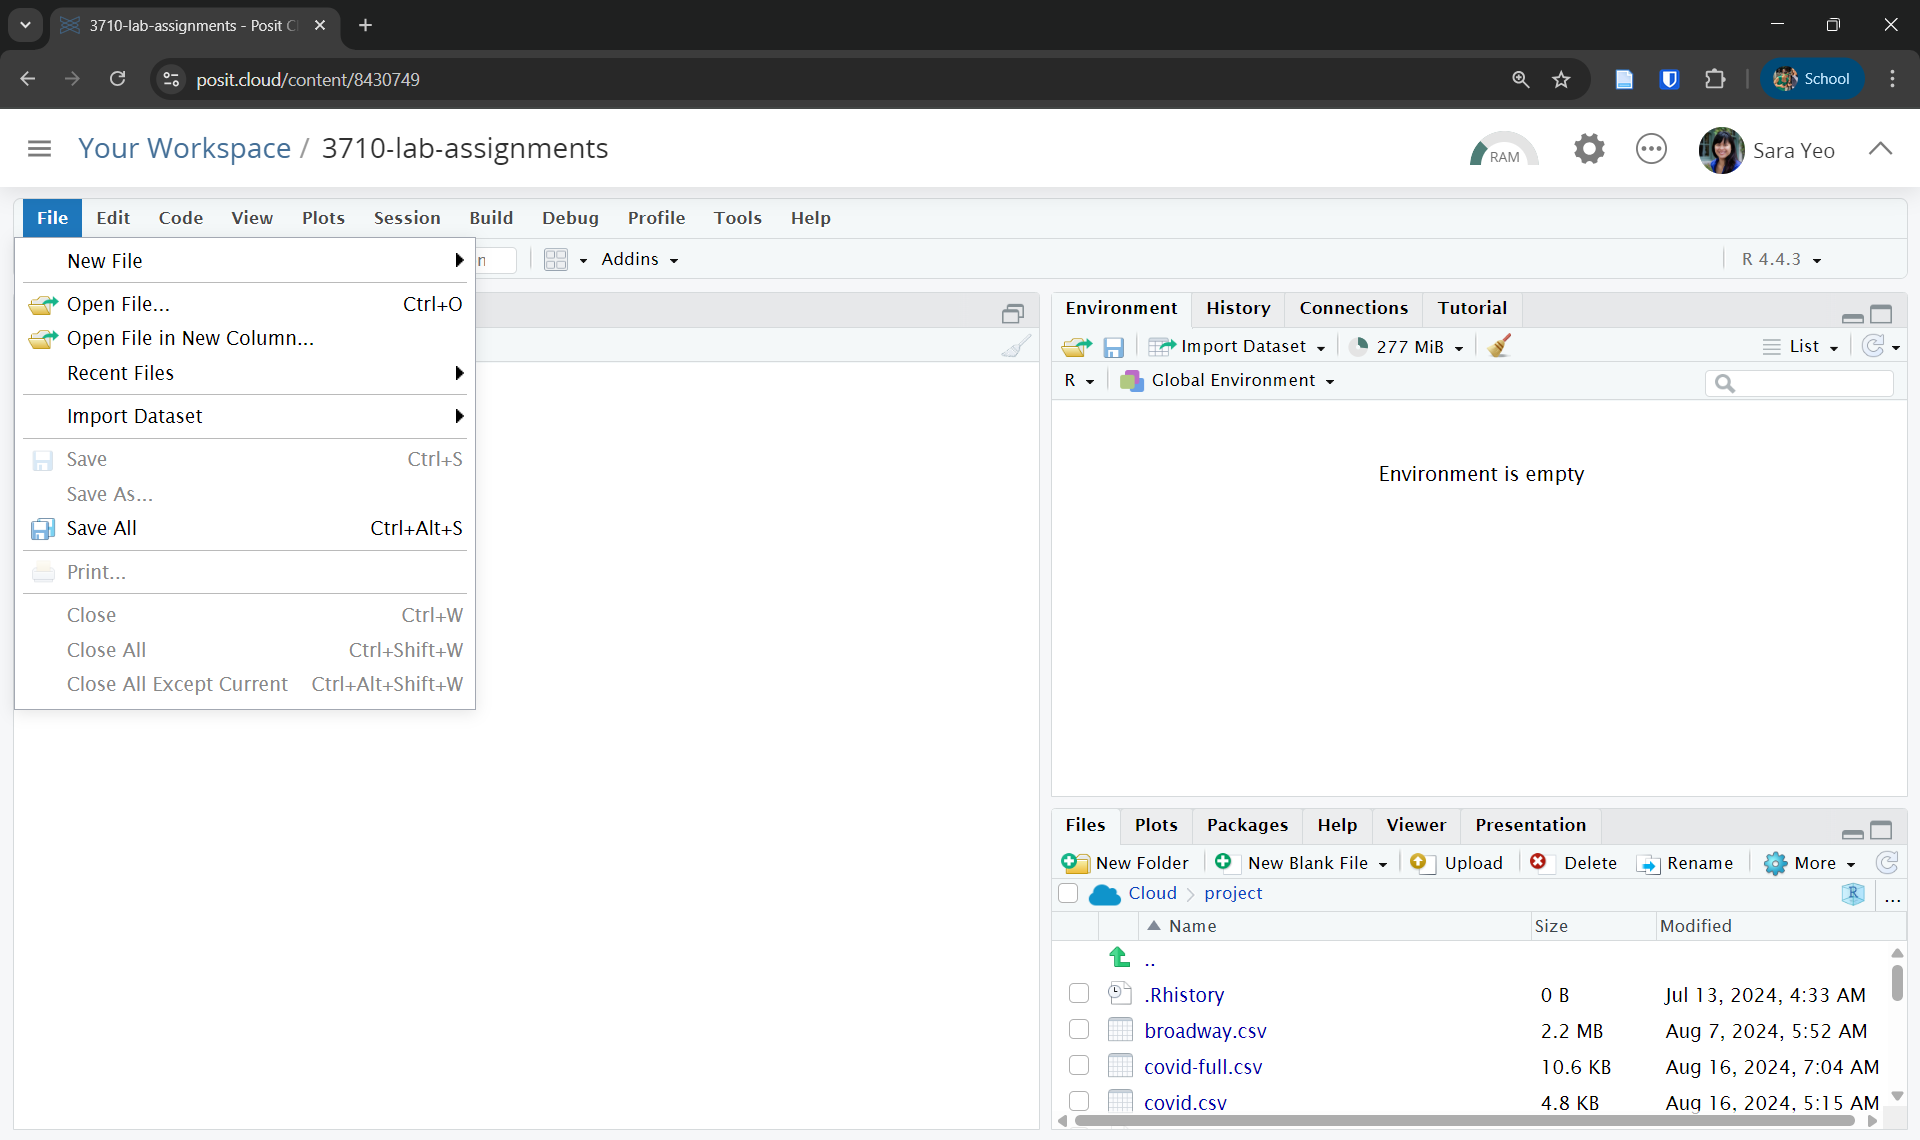 3710-lab-assignments - Posit C
posit.cloud/content/8430749
School
Your Workspace / 3710-lab-assignments
RAM
Sara Yeo
File Edit Code View Plots Session Build Debug Profile Tools Help
Addins
R 4.4.3
New File
Open File... Ctrl+O
Open File in New Column...
Recent Files
Import Dataset
Save Ctrl+S
Save As...
Save All Ctrl+Alt+S
Print...
Close Ctrl+W
Close All Ctrl+Shift+W
Close All Except Current Ctrl+Alt+Shift+W
Environment History Connections Tutorial
Import Dataset 277 MiB List
R Global Environment
Environment is empty
Files Plots Packages Help Viewer Presentation
New Folder New Blank File Upload Delete Rename More
Cloud project R ...
Name Size Modified
..
.Rhistory 0 B Jul 13, 2024, 4:33 AM
broadway.csv 2.2 MB Aug 7, 2024, 5:52 AM
covid-full.csv 10.6 KB Aug 16, 2024, 7:04 AM
covid.csv 4.8 KB Aug 16, 2024, 5:15 AM